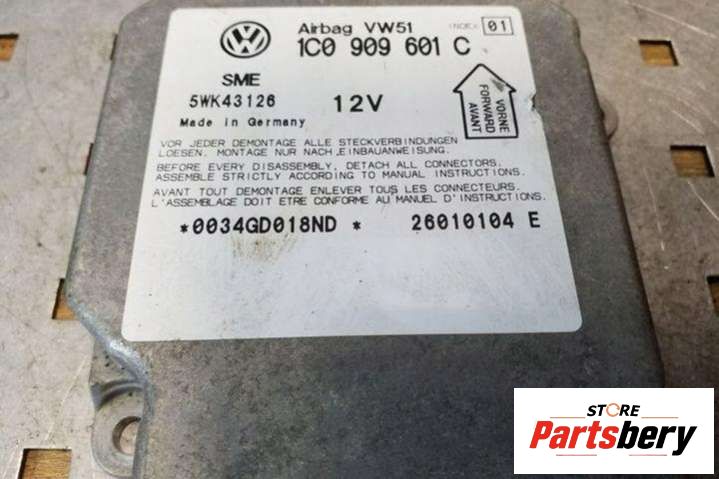 Airbag VW51
INDEX 01
1C0 909 601 C
SME
5WK43126 12V
Made in Germany
VORNE
FORWARD
AVANT
VOR JEDER DEMONTAGE ALLE STECKVERBINDUNGEN
LOESEN. MONTAGE NUR NACH EINBAUANWEISUNG.
BEFORE EVERY DISASSEMBLY, DETACH ALL CONNECTORS.
ASSEMBLE STRICTLY ACCORDING TO MANUAL INSTRUCTIONS.
AVANT TOUT DEMONTAGE ENLEVER TOUS LES CONNECTEURS.
L'ASSEMBLAGE DOIT ETRE CONFORME AU MANUEL D'INSTRUCTIONS.
*0034GD018ND * 26010104 E
STORE
Partsbery